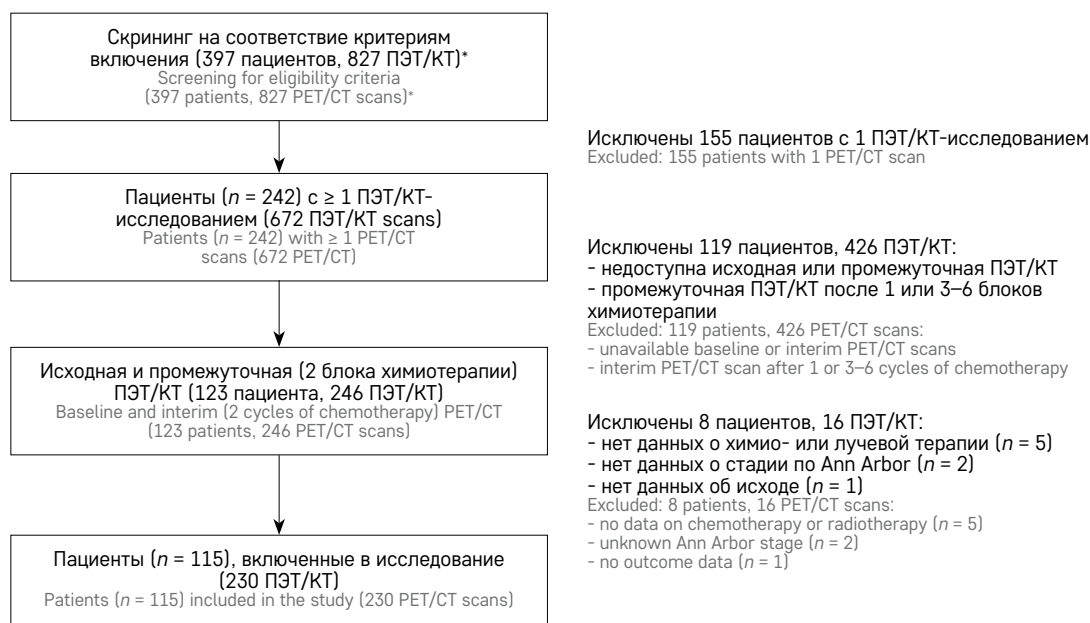 Скрининг на соответствие критериям
включения (397 пациентов, 827 ПЭТ/КТ)*
Screening for eligibility criteria
(397 patients, 827 PET/CT scans)*
Исключены 155 пациентов с 1 ПЭТ/КТ-исследованием
Excluded: 155 patients with 1 PET/CT scan
Пациенты (n = 242) с ≥ 1 ПЭТ/КТ-
исследованием (672 ПЭТ/КТ scans)
Patients (n = 242) with ≥ 1 PET/CT
scans (672 PET/CT)
Исключены 119 пациентов, 426 ПЭТ/КТ:
- недоступна исходная или промежуточная ПЭТ/КТ
- промежуточная ПЭТ/КТ после 1 или 3–6 блоков
химиотерапии
Excluded: 119 patients, 426 PET/CT scans:
- unavailable baseline or interim PET/CT scans
- interim PET/CT scan after 1 or 3–6 cycles of chemotherapy
Исходная и промежуточная (2 блока химиотерапии)
ПЭТ/КТ (123 пациента, 246 ПЭТ/КТ)
Baseline and interim (2 cycles of chemotherapy) PET/CT
(123 patients, 246 PET/CT scans)
Исключены 8 пациентов, 16 ПЭТ/КТ:
- нет данных о химио- или лучевой терапии (n = 5)
- нет данных о стадии по Ann Arbor (n = 2)
- нет данных об исходе (n = 1)
Excluded: 8 patients, 16 PET/CT scans:
- no data on chemotherapy or radiotherapy (n = 5)
- unknown Ann Arbor stage (n = 2)
- no outcome data (n = 1)
Пациенты (n = 115), включенные в исследование
(230 ПЭТ/КТ)
Patients (n = 115) included in the study (230 PET/CT scans)